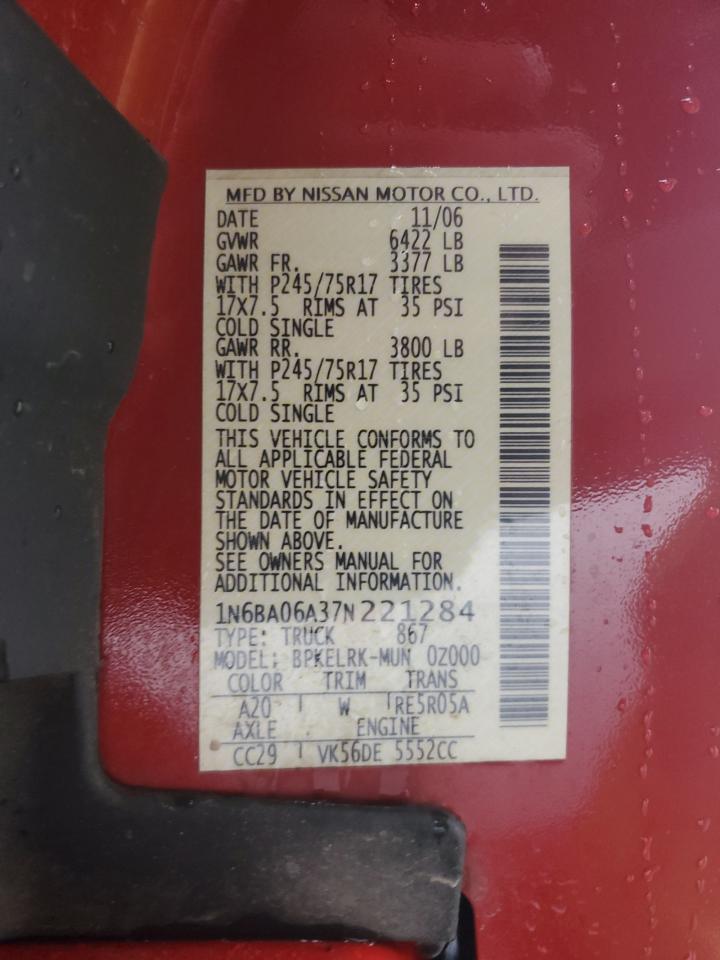 MFD BY NISSAN MOTOR CO., LTD.
DATE 11/06
GVWR 6422 LB
GAWR FR. 3377 LB
WITH P245/75R17 TIRES
17X7.5 RIMS AT 35 PSI
COLD SINGLE
GAWR RR. 3800 LB
WITH P245/75R17 TIRES
17X7.5 RIMS AT 35 PSI
COLD SINGLE
THIS VEHICLE CONFORMS TO
ALL APPLICABLE FEDERAL
MOTOR VEHICLE SAFETY
STANDARDS IN EFFECT ON
THE DATE OF MANUFACTURE
SHOWN ABOVE.
SEE OWNERS MANUAL FOR
ADDITIONAL INFORMATION.
1N6BA06A37N221284
TYPE: TRUCK 867
MODEL: BPKELRK-MUN 0Z000
COLOR TRIM TRANS
A20 W RE5R05A
AXLE ENGINE
CC29 VK56DE 5552CC